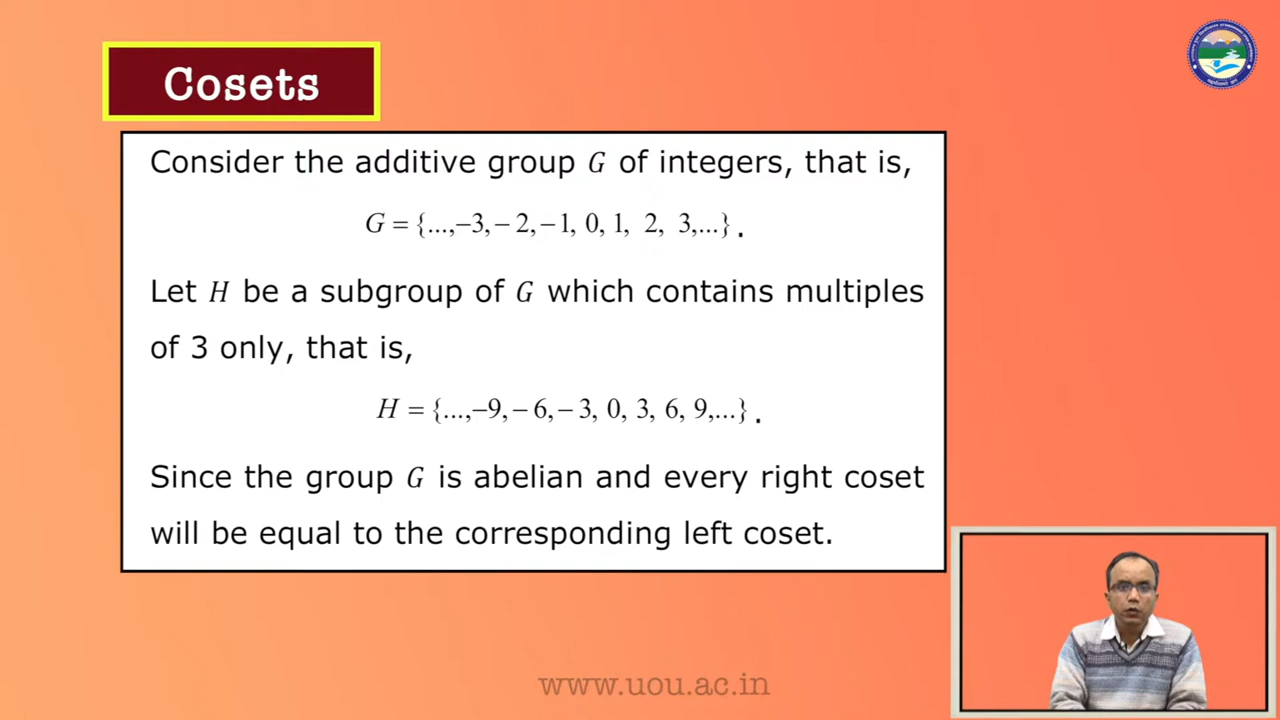 Cosets
Consider the additive group G of integers, that is,
G = {...,−3,− 2,−1, 0, 1, 2, 3,...} .
Let H be a subgroup of G which contains multiples
of 3 only, that is,
H = {...,−9,− 6,− 3, 0, 3, 6, 9,...} .
Since the group G is abelian and every right coset
will be equal to the corresponding left coset.
www.uou.ac.in